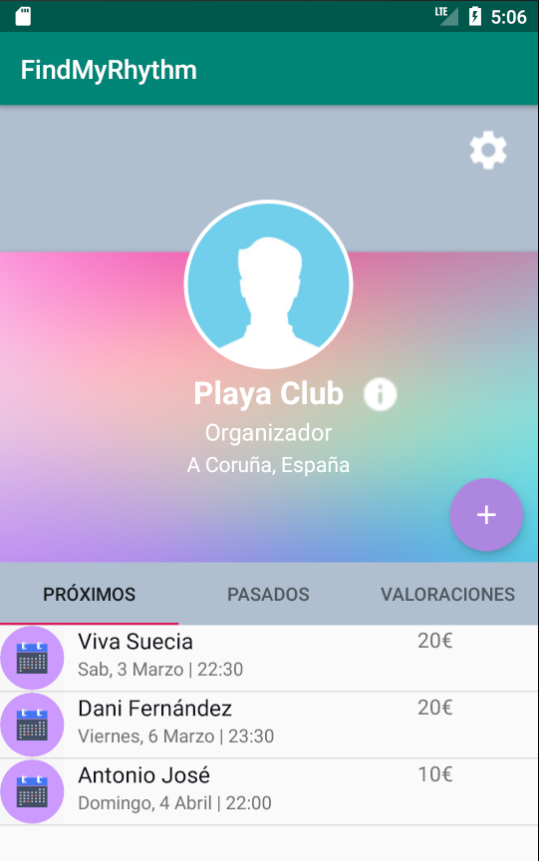 LTE 5:06
FindMyRhythm
Playa Club
Organizador
A Coruña, España
+
PRÓXIMOS PASADOS VALORACIONES
Viva Suecia 20€
Sab, 3 Marzo | 22:30
Dani Fernández 20€
Viernes, 6 Marzo | 23:30
Antonio José 10€
Domingo, 4 Abril | 22:00